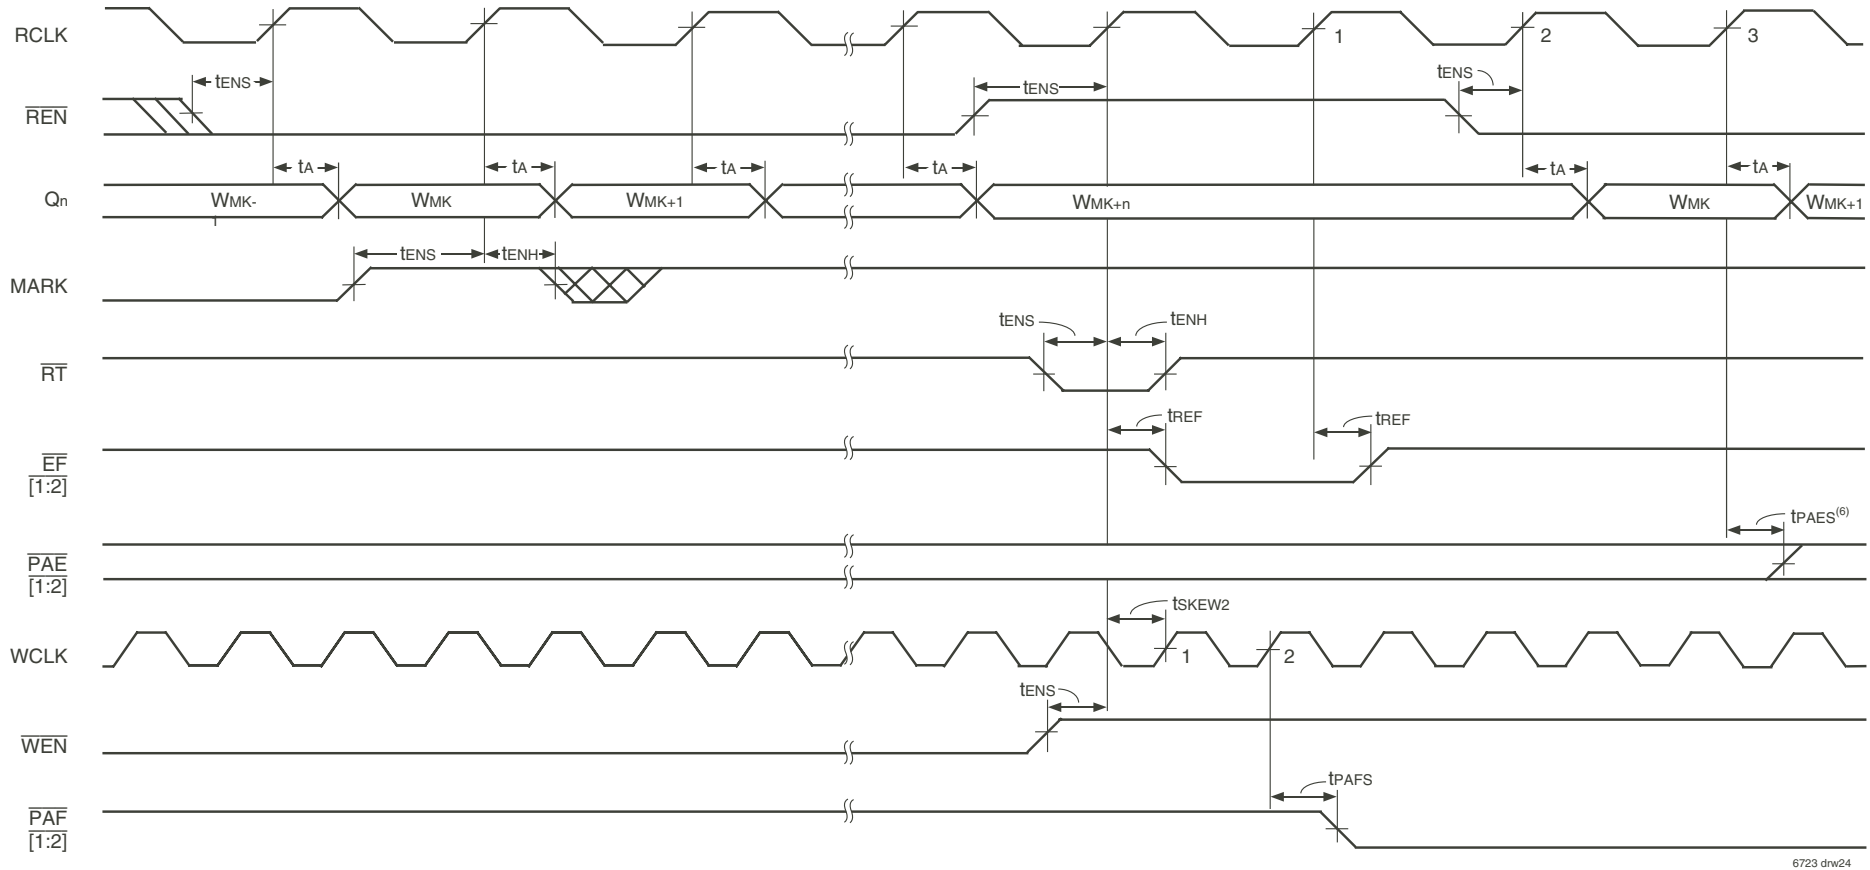 RCLK
1
2
3
tENS
tENS
tENS
REN
tA
tA
tA
tA
tA
tA
Qn
WMK-
1
WMK
WMK+1
WMK+n
WMK
WMK+1
tENS
tENH
MARK
tENS
tENH
RT
tREF
tREF
EF
[1:2]
tPAES(6)
PAE
[1:2]
tSKEW2
WCLK
1
2
tENS
WEN
tPAFS
PAF
[1:2]
6723 drw24